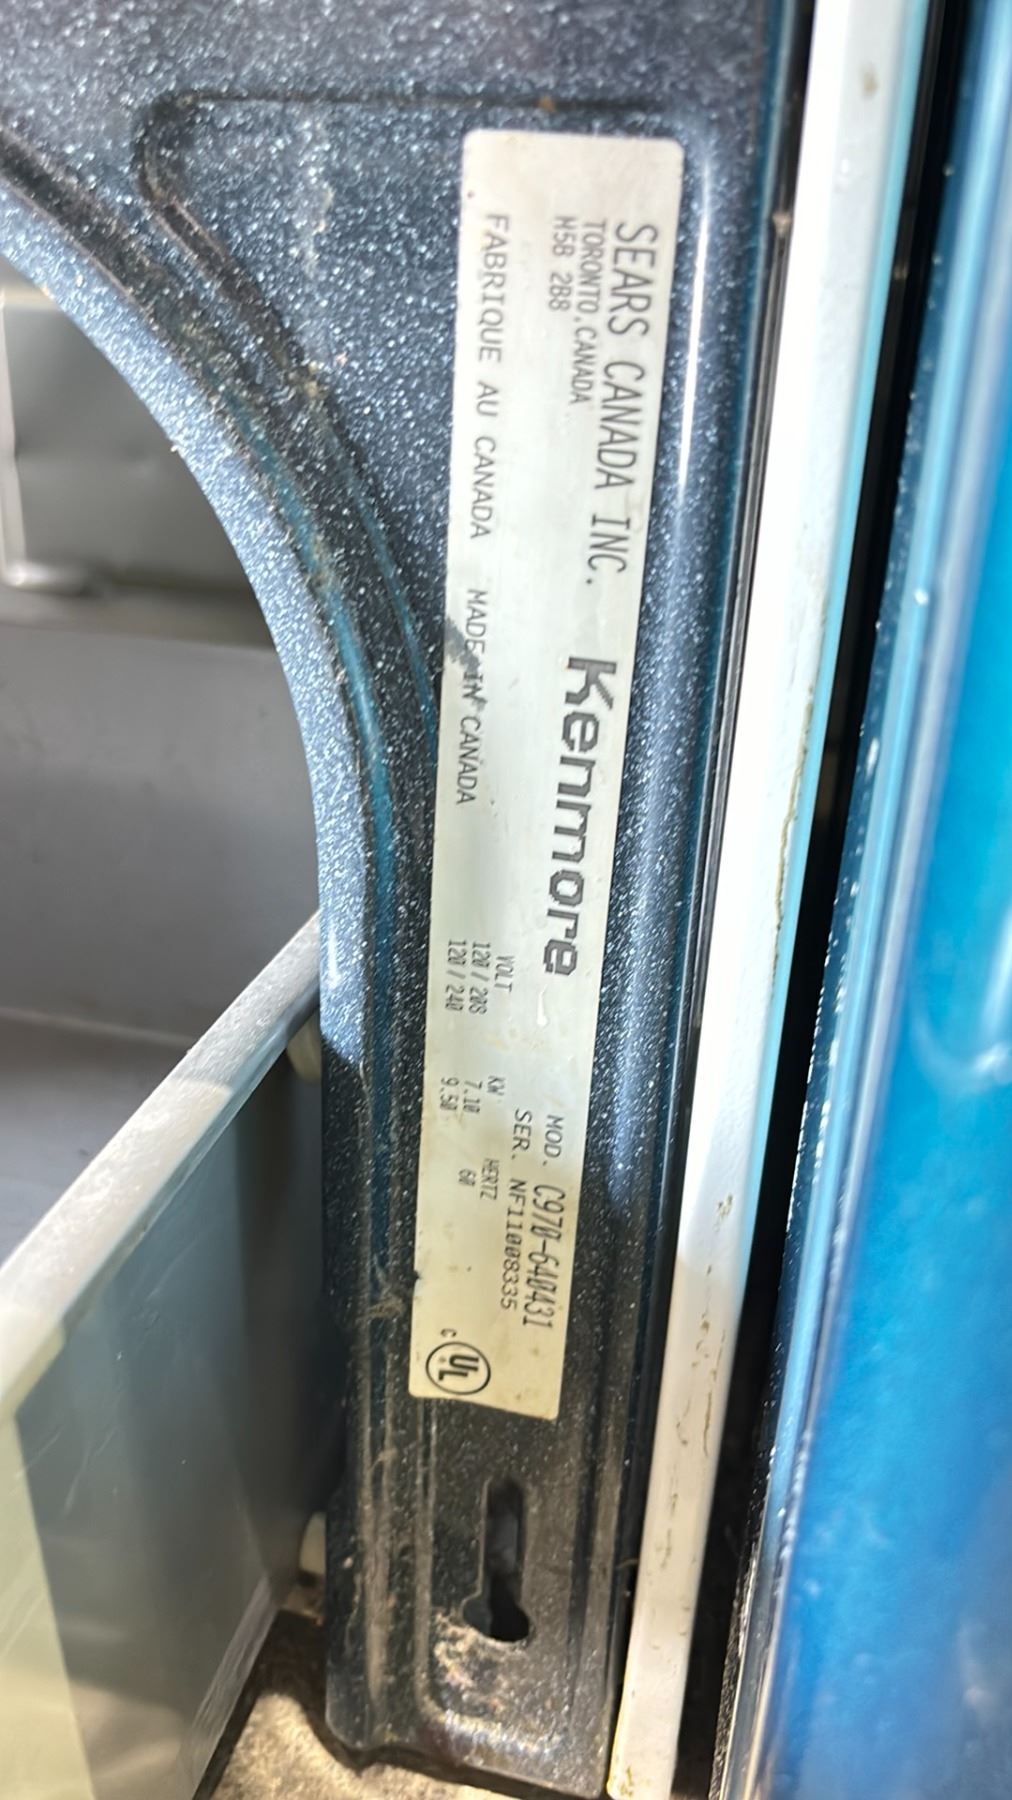 SEARS CANADA INC.
TORONTO, CANADA
M5B 2B8
Kenmore
MOD. C970-640431
SER. NF11008335
FABRIQUE AU CANADA MADE IN CANADA
VOLT KW HERTZ
120/208 7.10 60
120/240 9.50
C UL